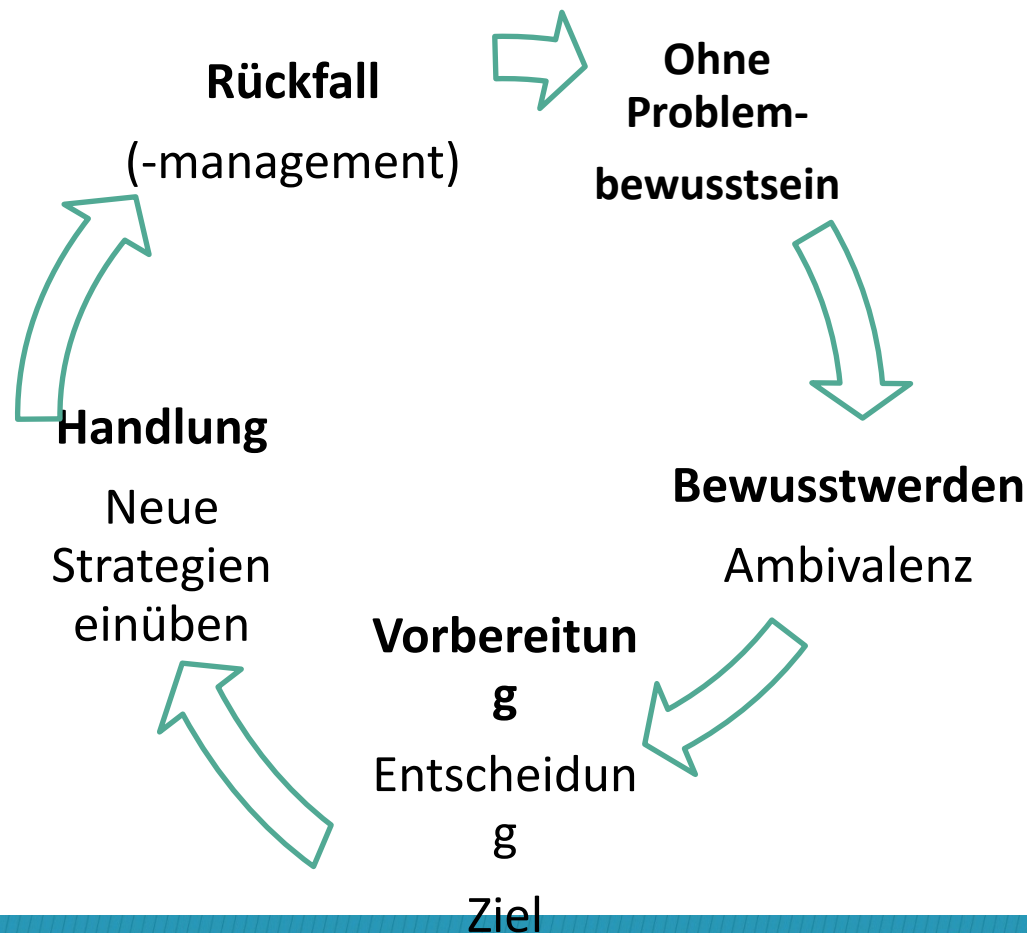 Rückfall
(-management)
Ohne
Problem-
bewusstsein
Bewusstwerden
Ambivalenz
Vorbereitun
g
Entscheidun
g
Ziel
Handlung
Neue
Strategien
einüben